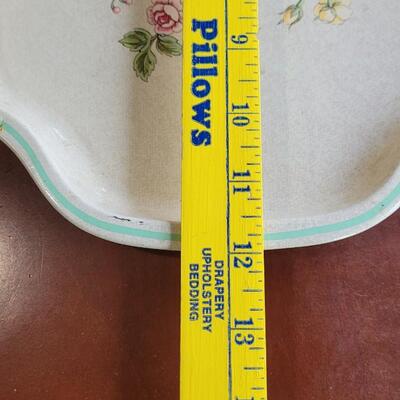 Pillows
DRAPERY
UPHOLSTERY
BEDDING
9
10
11
12
13